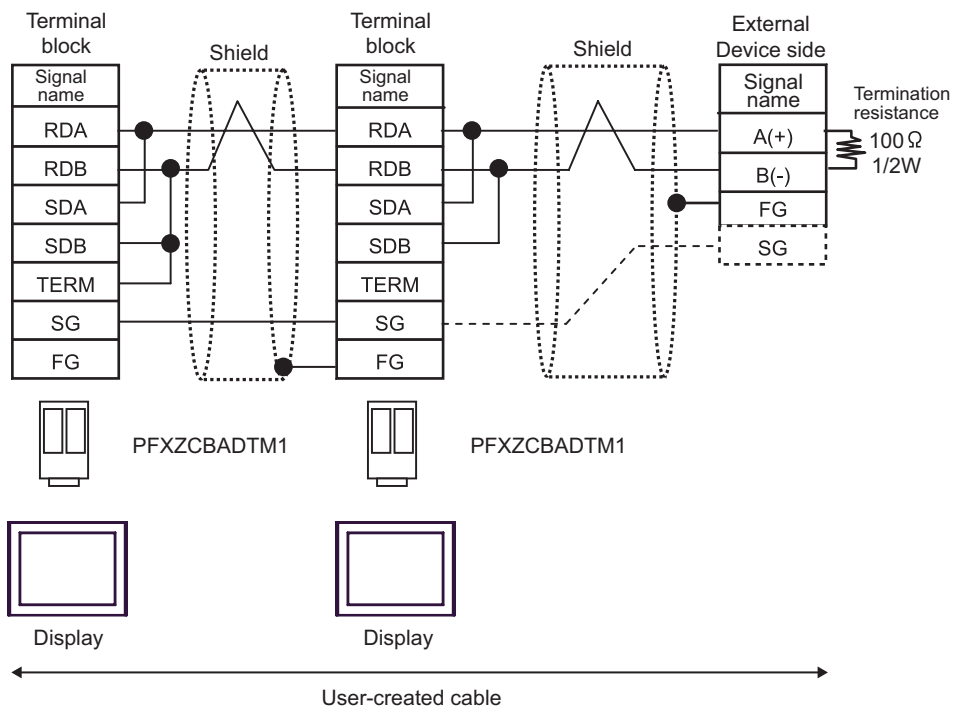 Terminal
block
Signal
name
RDA
RDB
SDA
SDB
TERM
SG
FG
Shield
Terminal
block
Signal
name
RDA
RDB
SDA
SDB
TERM
SG
FG
Shield
External
Device side
Signal
name
A(+)
B(-)
FG
SG
Termination
resistance
100 Ω
1/2W
PFXZCBADTM1
PFXZCBADTM1
Display
Display
User-created cable